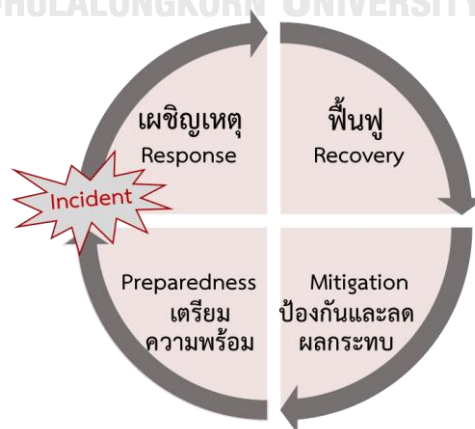 CHULALONGKORN UNIVERSITY
เผชิญเหตุ
Response
ฟื้นฟู
Recovery
Incident
Preparedness
เตรียม
ความพร้อม
Mitigation
ป้องกันและลด
ผลกระทบ